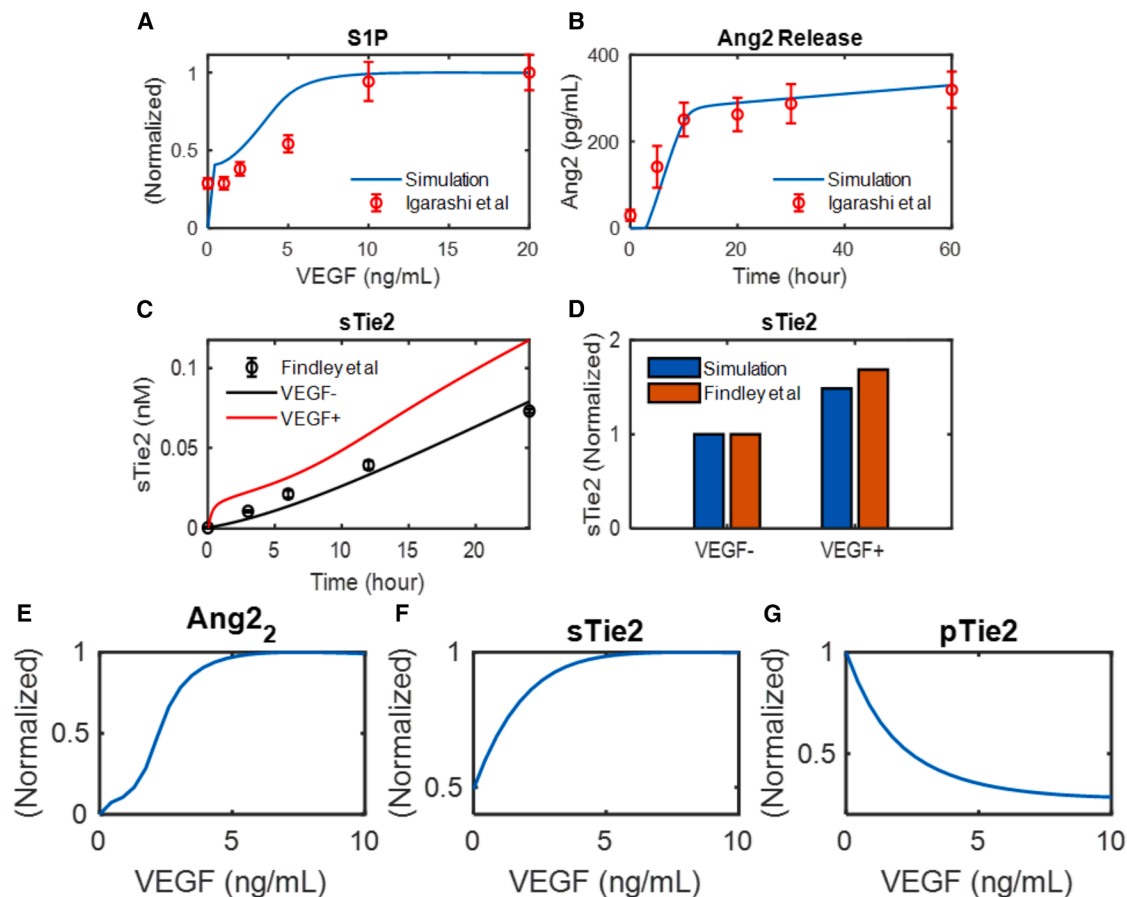 A
S1P
(Normalized)
1
0.5
0
0
5
10
15
20
VEGF (ng/mL)
Simulation
Igarashi et al
B
Ang2 Release
Ang2 (pg/mL)
400
200
0
0
20
40
60
Time (hour)
Simulation
Igarashi et al
C
sTie2
sTie2 (nM)
0.1
0.05
0
0
5
10
15
20
Time (hour)
Findley et al
VEGF-
VEGF+
D
sTie2
sTie2 (Normalized)
2
1
0
VEGF-
VEGF+
Simulation
Findley et al
E
Ang2₂
(Normalized)
1
0.5
0
0
5
10
VEGF (ng/mL)
F
sTie2
(Normalized)
1
0.5
0
5
10
VEGF (ng/mL)
G
pTie2
(Normalized)
1
0.5
0
5
10
VEGF (ng/mL)